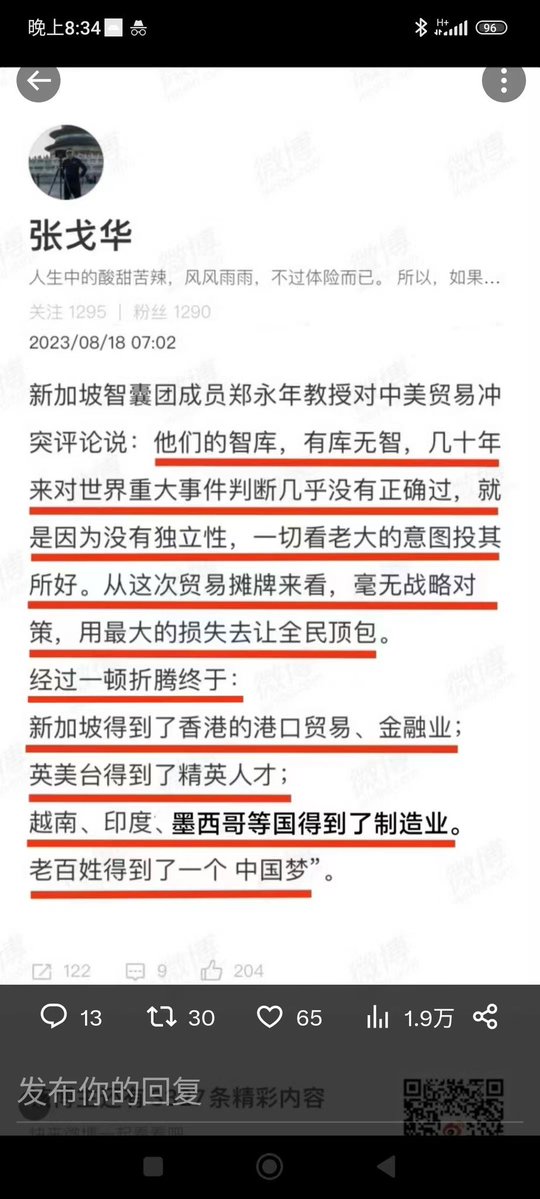 晚上8:34
H+
96
张戈华
人生中的酸甜苦辣，风风雨雨，不过体险而已。 所以，如果...
关注 1295 | 粉丝 1290
2023/08/18 07:02
新加坡智囊团成员郑永年教授对中美贸易冲
突评论说：他们的智库，有库无智，几十年
来对世界重大事件判断几乎没有正确过，就
是因为没有独立性，一切看老大的意图投其
所好。从这次贸易摊牌来看，毫无战略对
策，用最大的损失去让全民顶包。
经过一顿折腾终于：
新加坡得到了香港的港口贸易、金融业；
英美台得到了精英人才；
越南、印度、墨西哥等国得到了制造业。
老百姓得到了一个 中国梦”。
122 9 204
13 30 65 1.9万
发布你的回复
条精彩内容